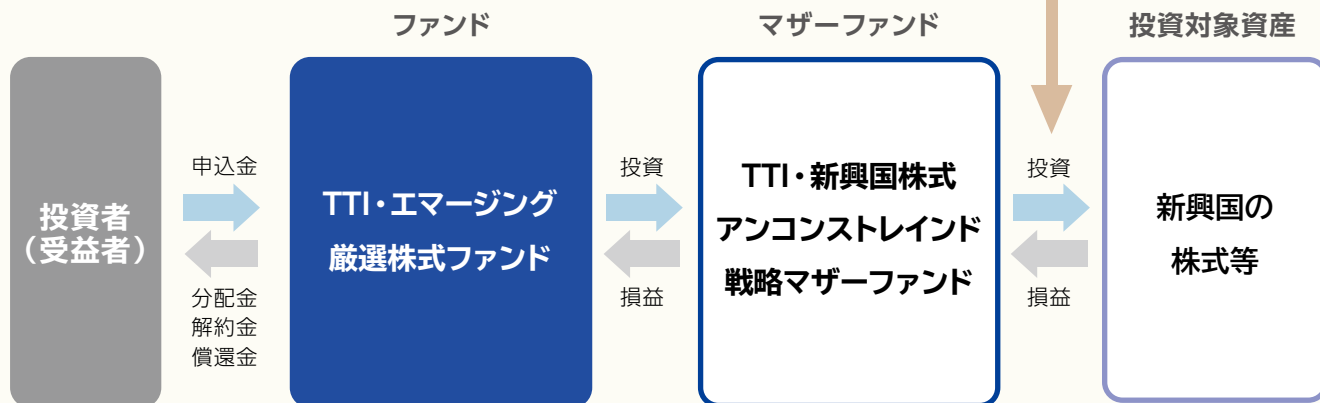 ファンド
マザーファンド
投資対象資産
投資者
（受益者）
申込金
分配金
解約金
償還金
TTI・エマージング
厳選株式ファンド
投資
損益
TTI・新興国株式
アンコンストレインド
戦略マザーファンド
投資
損益
新興国の
株式等